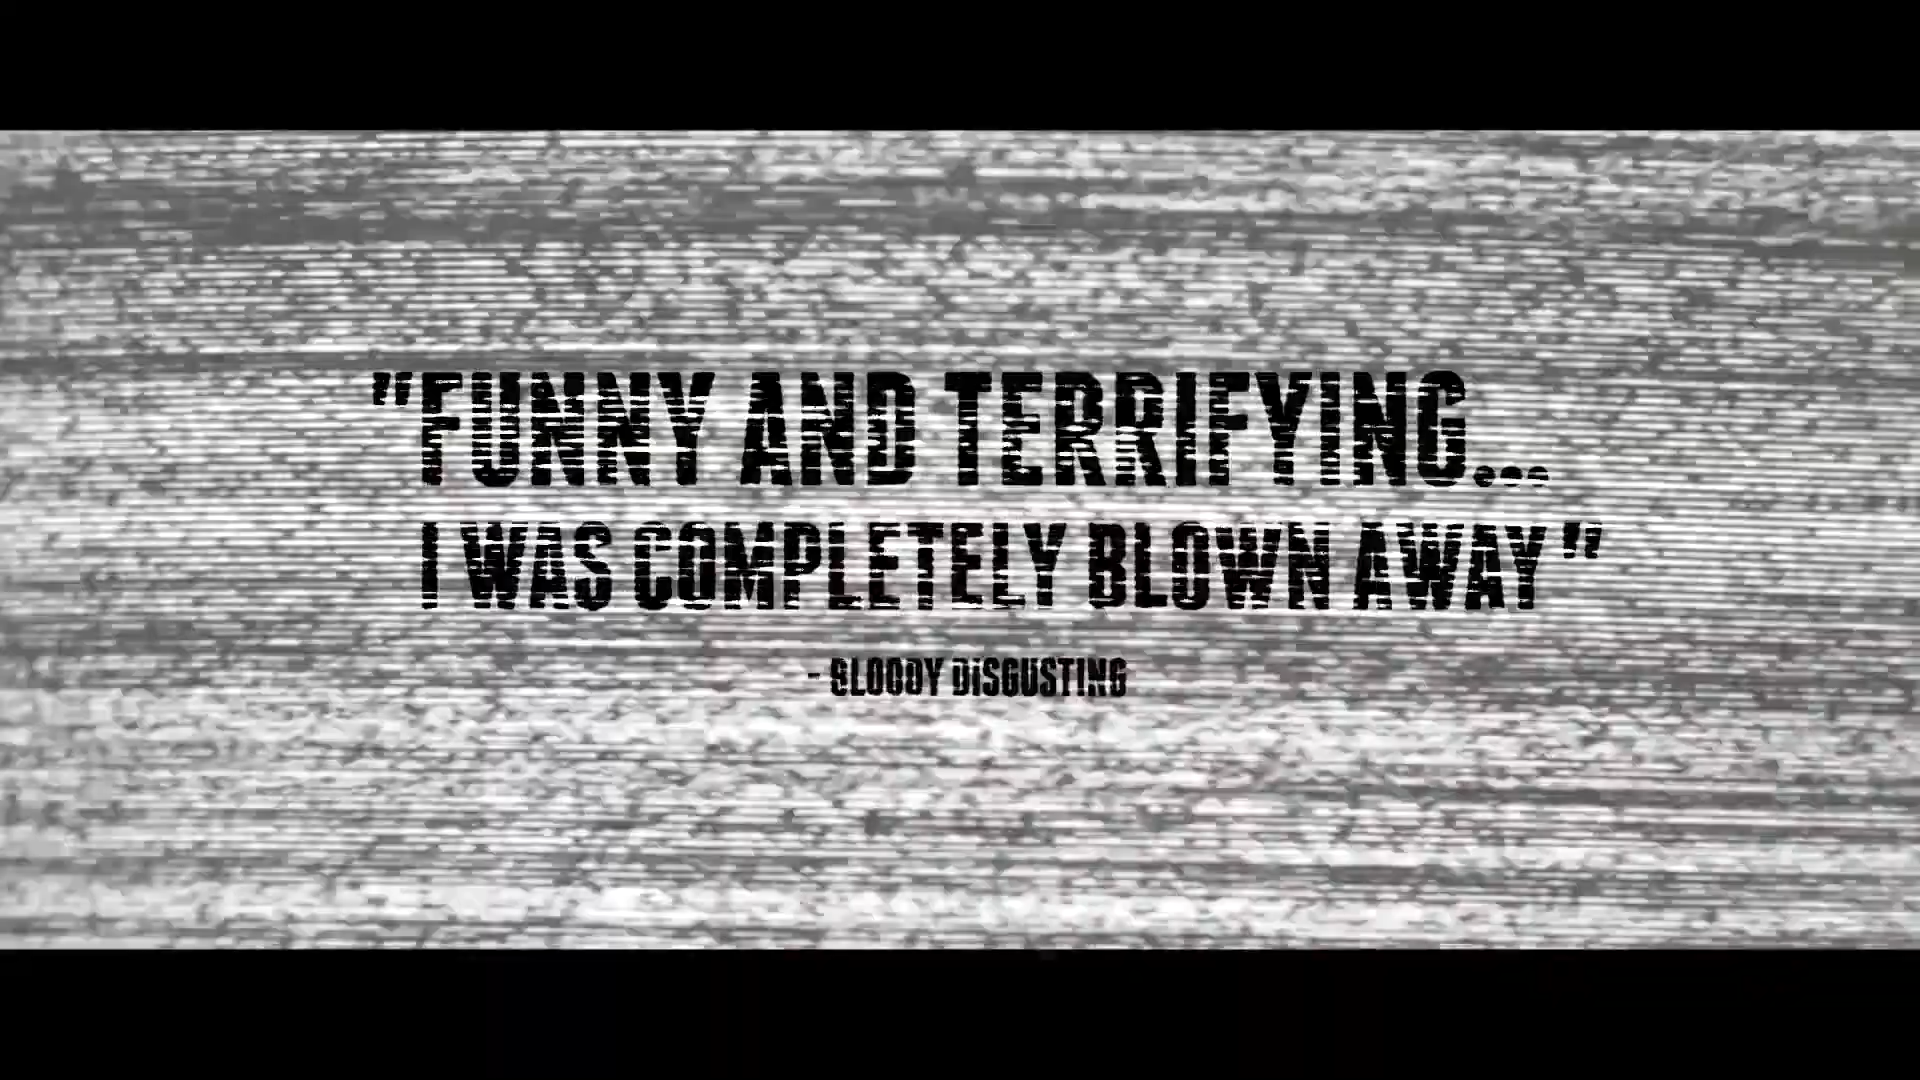 "FUNNY AND TERRIFYING...
I WAS COMPLETELY BLOWN AWAY"
- BLOODY DISGUSTING